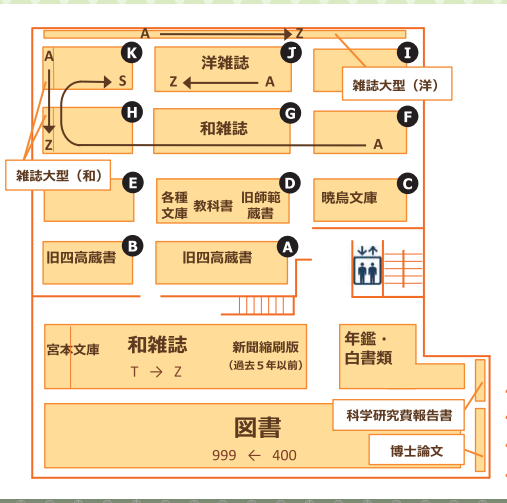 A → Z
K
J
I
A
洋雑誌
S
Z ← A
雑誌大型（洋）
H
G
F
和雑誌
Z
A
雑誌大型（和）
E
D
C
各種
文庫
教科書
旧師範
蔵書
暁烏文庫
B
A
旧四高蔵書
旧四高蔵書
宮本文庫
和雑誌
T → Z
新聞縮刷版
（過去５年以前）
年鑑・
白書類
科学研究費報告書
図書
999 ← 400
博士論文